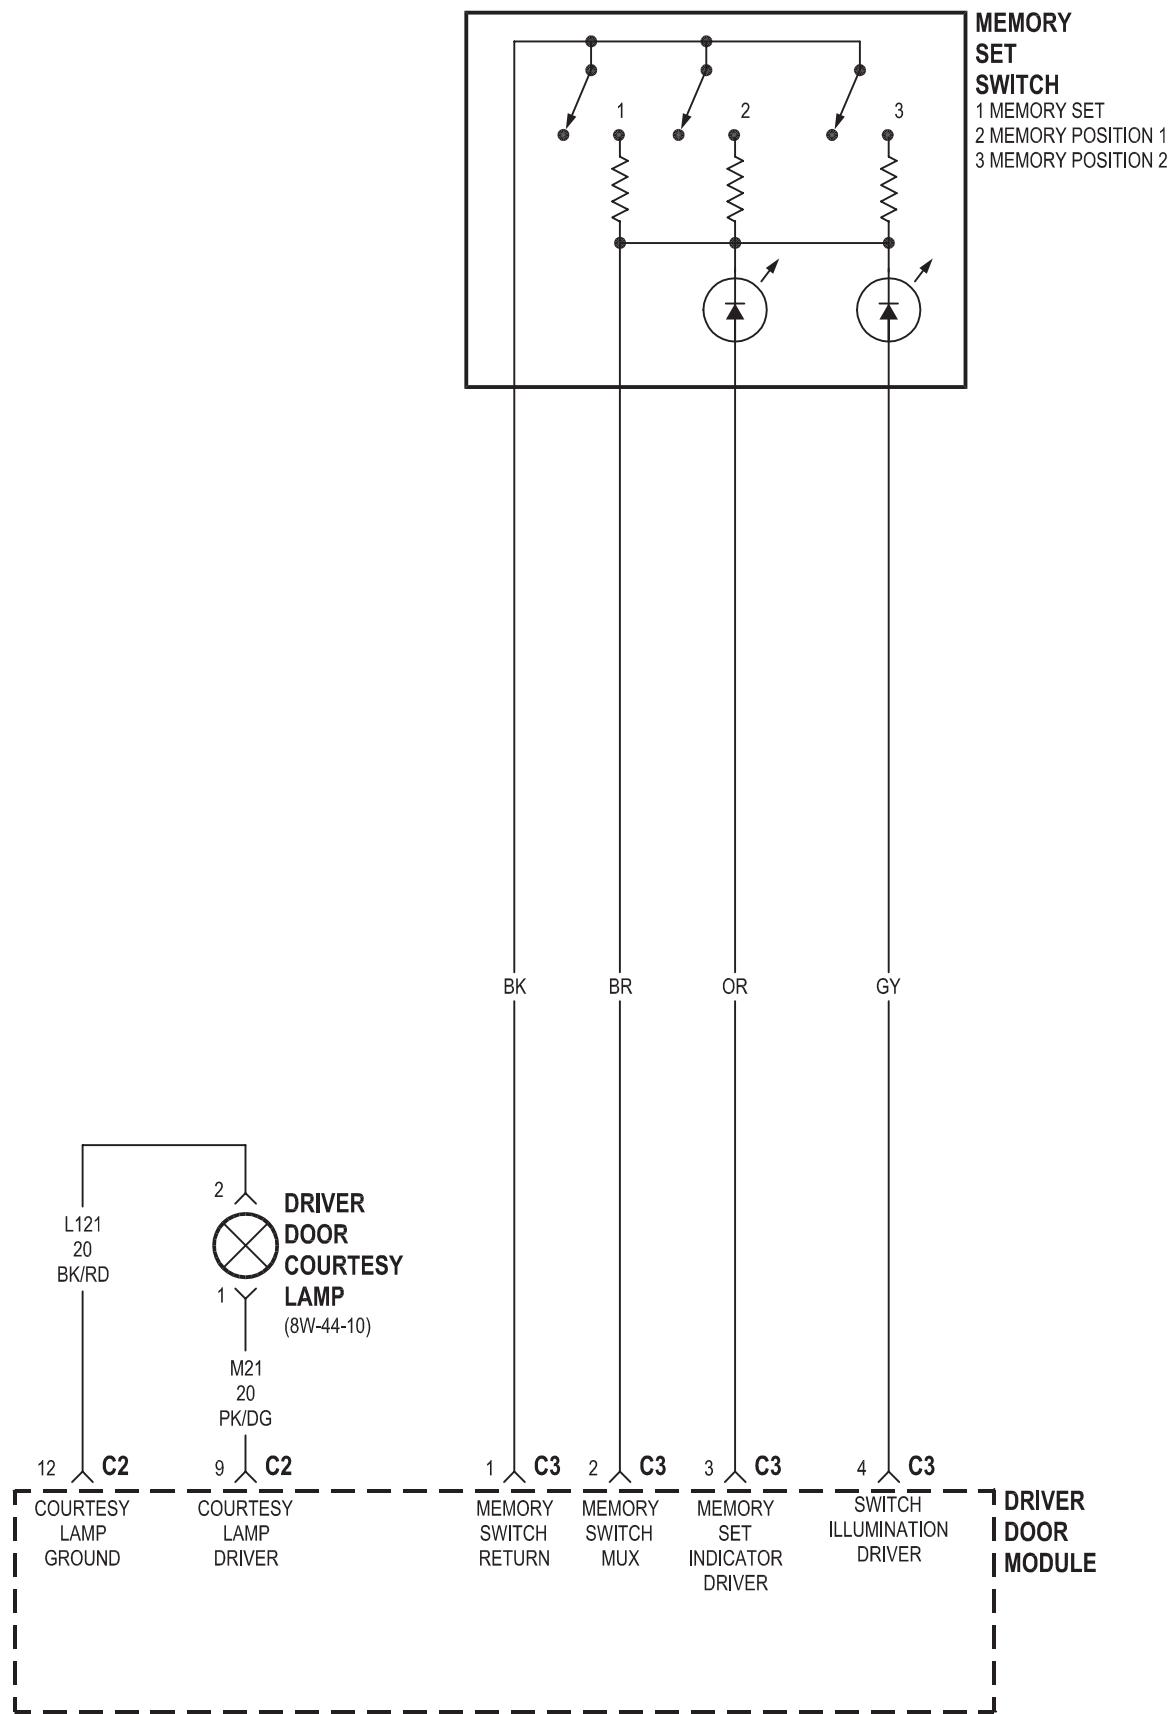 MEMORY
SET
SWITCH
1 MEMORY SET
2 MEMORY POSITION 1
3 MEMORY POSITION 2
1
2
3
BK
BR
OR
GY
2
DRIVER
DOOR
COURTESY
LAMP
(8W-44-10)
1
L121
20
BK/RD
M21
20
PK/DG
12 C2
9 C2
1 C3
2 C3
3 C3
4 C3
COURTESY
LAMP
GROUND
COURTESY
LAMP
DRIVER
MEMORY
SWITCH
RETURN
MEMORY
SWITCH
MUX
MEMORY
SET
INDICATOR
DRIVER
SWITCH
ILLUMINATION
DRIVER
DRIVER
DOOR
MODULE